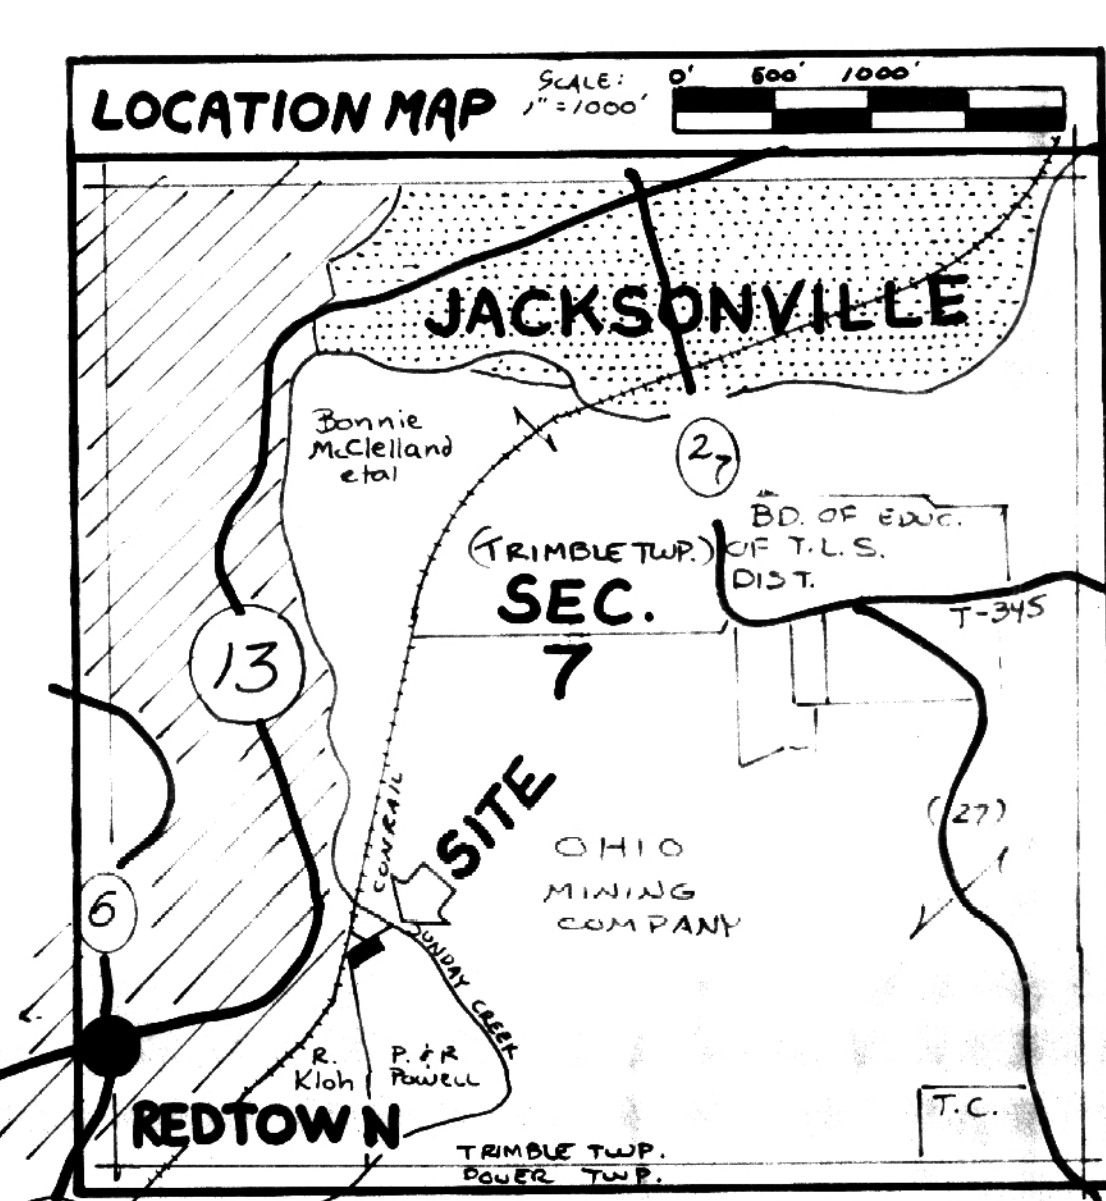 LOCATION MAP
SCALE:
1" = 1000'
0' 500' 1000'
JACKSONVILLE
Bonnie
McClelland
etal
27
BD. OF EDUC.
OF T.L.S.
DIST.
(TRIMBLE TWP.)
SEC.
7
T-345
13
SITE
CONRAIL
(27)
OHIO
MINING
COMPANY
6
SUNDAY CREEK
R.
Kloh
P. & R
Powell
T.C.
REDTOWN
TRIMBLE TWP.
DOVER TWP.